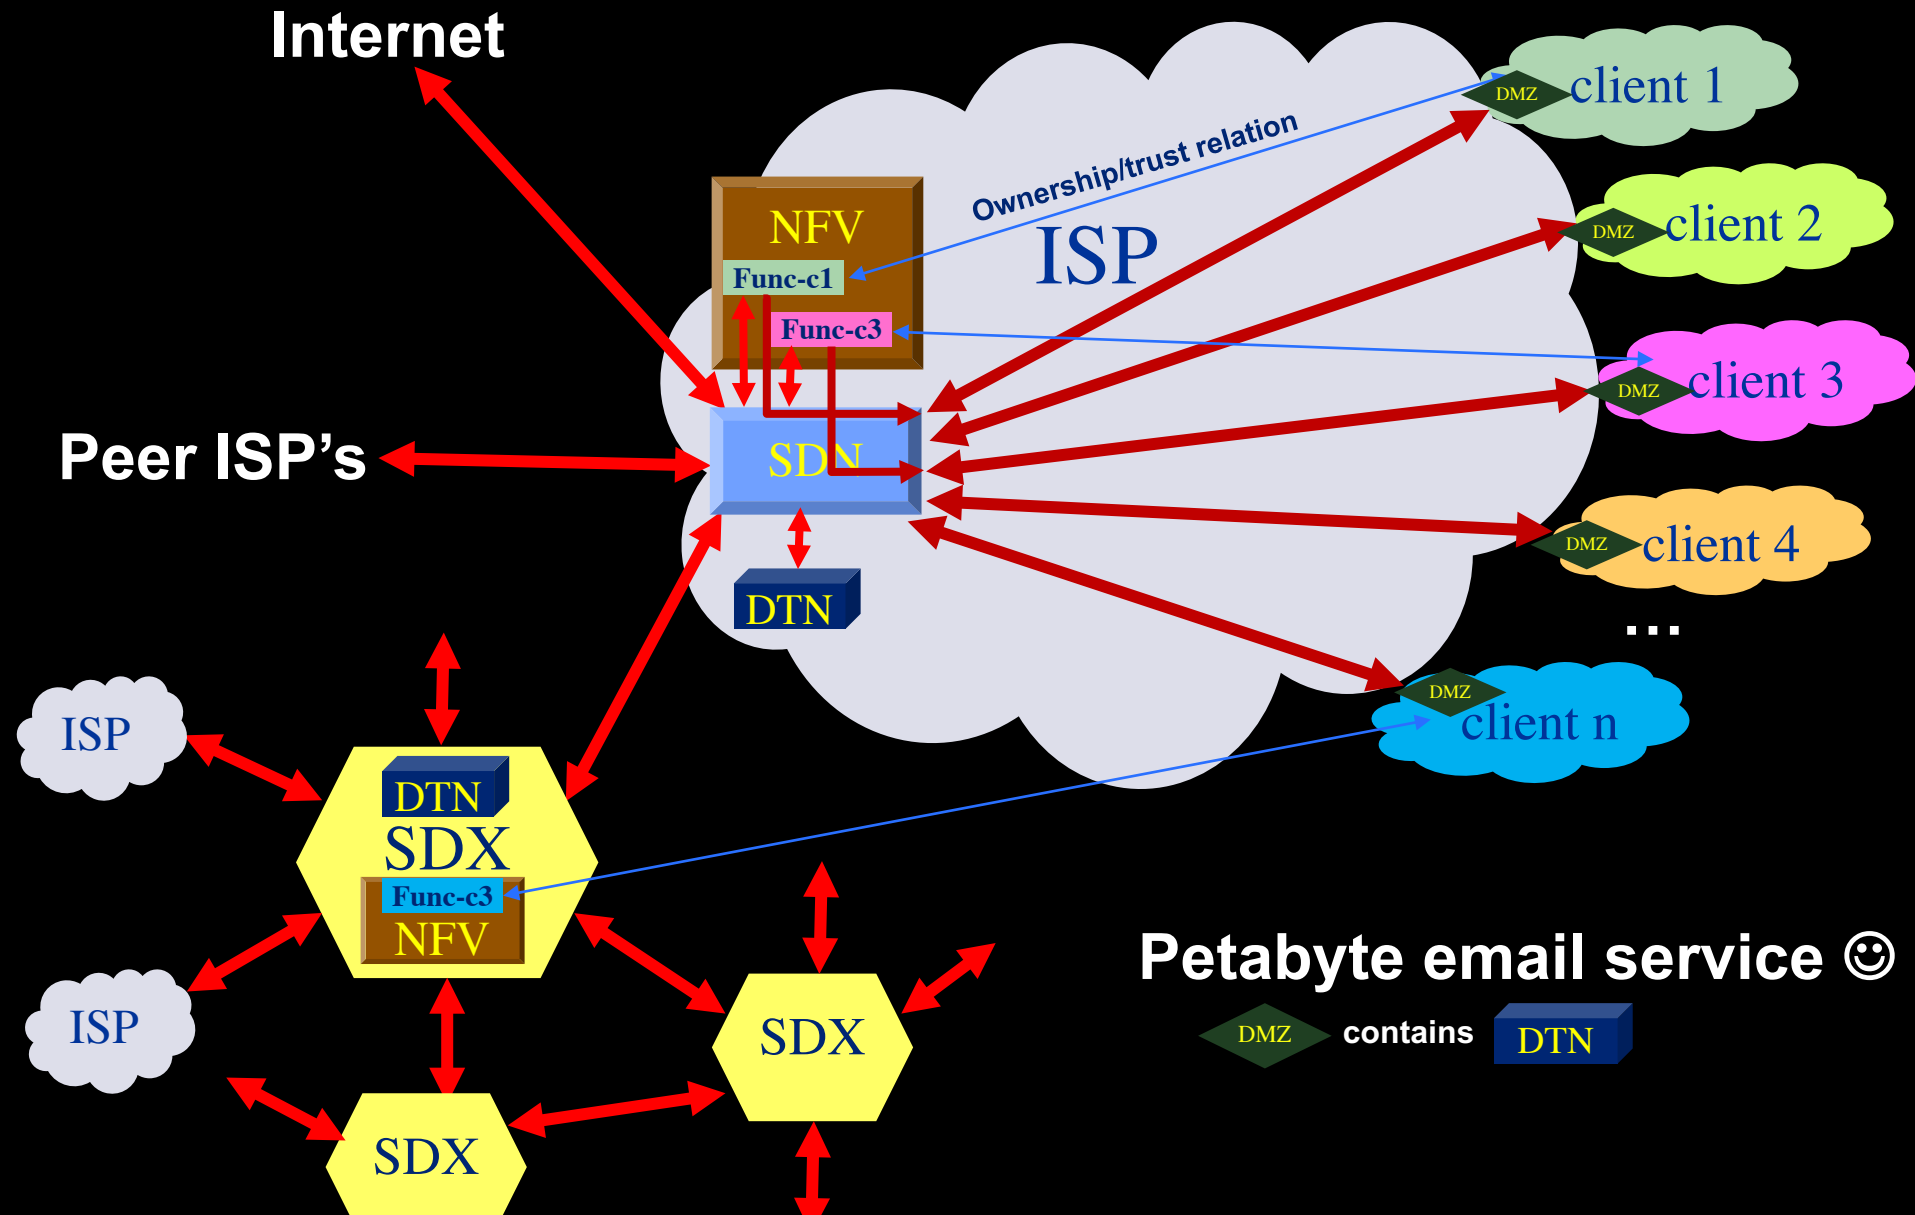 Internet
DMZ
client 1
Ownership/trust relation
NFV
ISP
DMZ
client 2
Func-c1
Func-c3
DMZ
client 3
Peer ISP’s
SDN
DMZ
client 4
DTN
...
DMZ
client n
ISP
DTN
SDX
Func-c3
NFV
Petabyte email service ☺
ISP
SDX
DMZ contains DTN
SDX